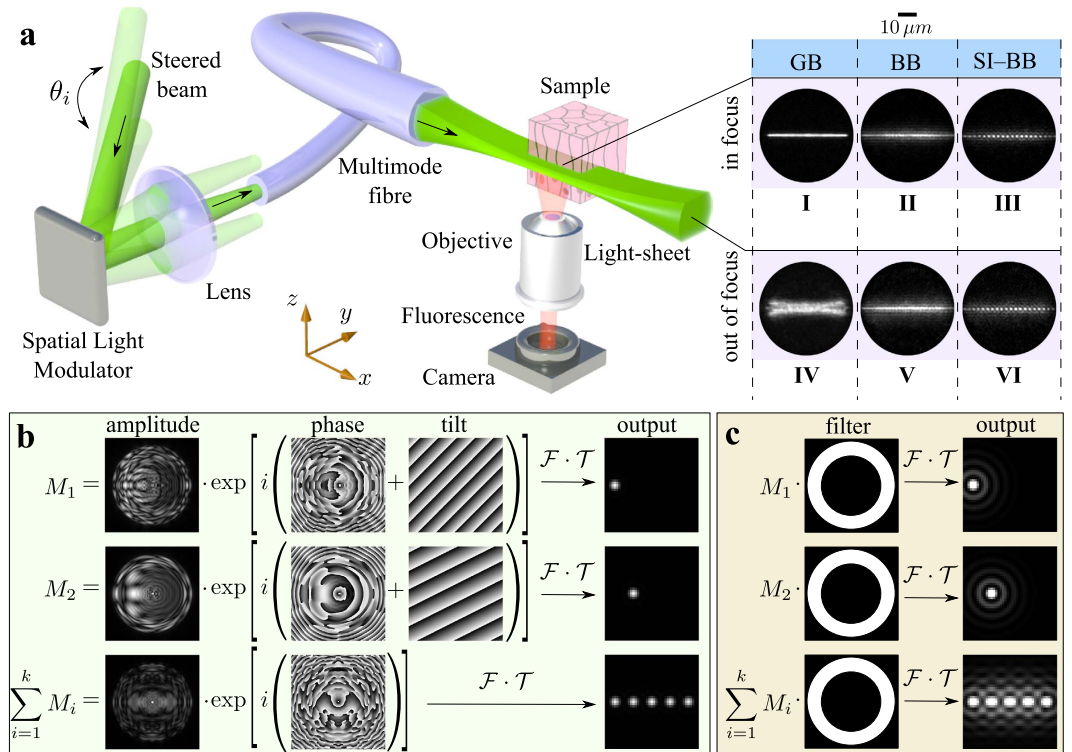 a
θi
Steered
beam
Spatial Light
Modulator
Lens
Multimode
fibre
z
y
x
Sample
Objective
Light-sheet
Fluorescence
Camera
10 μm
GB BB SI–BB
in focus
I II III
out of focus
IV V VI
b
amplitude phase tilt output
M1 = · exp [ i ( + ) ] F · T
M2 = · exp [ i ( + ) ] F · T
k
∑ Mi = · exp [ i ( ) ] F · T
i=1
c
filter output
M1 · F · T
M2 · F · T
k
∑ Mi · F · T
i=1